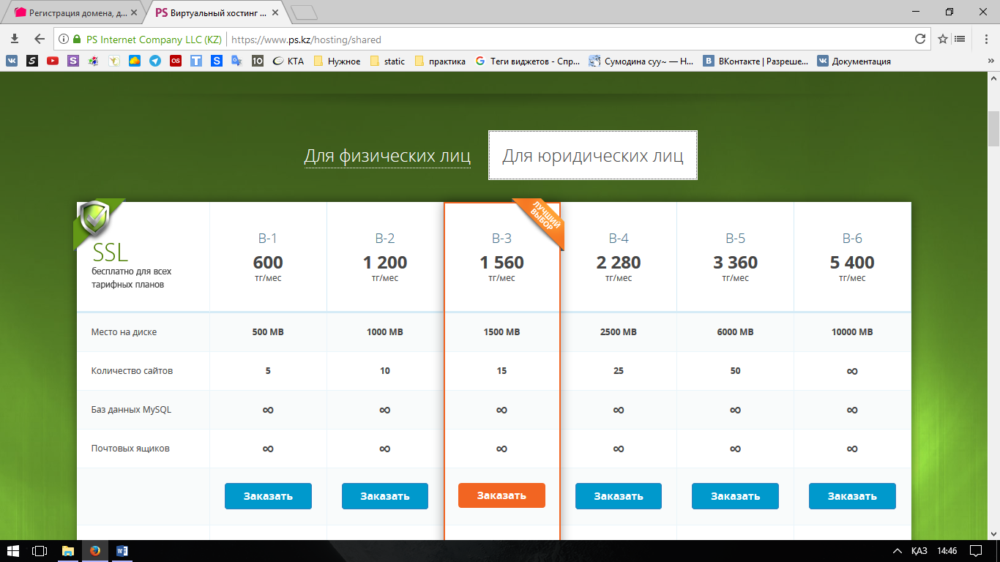 Регистрация домена, д...
PS Виртуальный хостинг ...
PS Internet Company LLC (KZ) https://www.ps.kz/hosting/shared
КТА Нужное static практика Теги виджетов - Спр... Сумодина суу~ — Н... ВКонтакте | Разреше... Документация
Для физических лиц Для юридических лиц
ЛУЧШИЙ
ВЫБОР
SSL
бесплатно для всех
тарифных планов
B-1 B-2 B-3 B-4 B-5 B-6
600 1 200 1 560 2 280 3 360 5 400
тг/мес тг/мес тг/мес тг/мес тг/мес тг/мес
Место на диске 500 MB 1000 MB 1500 MB 2500 MB 6000 MB 10000 MB
Количество сайтов 5 10 15 25 50 ∞
Баз данных MySQL ∞ ∞ ∞ ∞ ∞ ∞
Почтовых ящиков ∞ ∞ ∞ ∞ ∞ ∞
Заказать Заказать Заказать Заказать Заказать Заказать
ҚАЗ 14:46